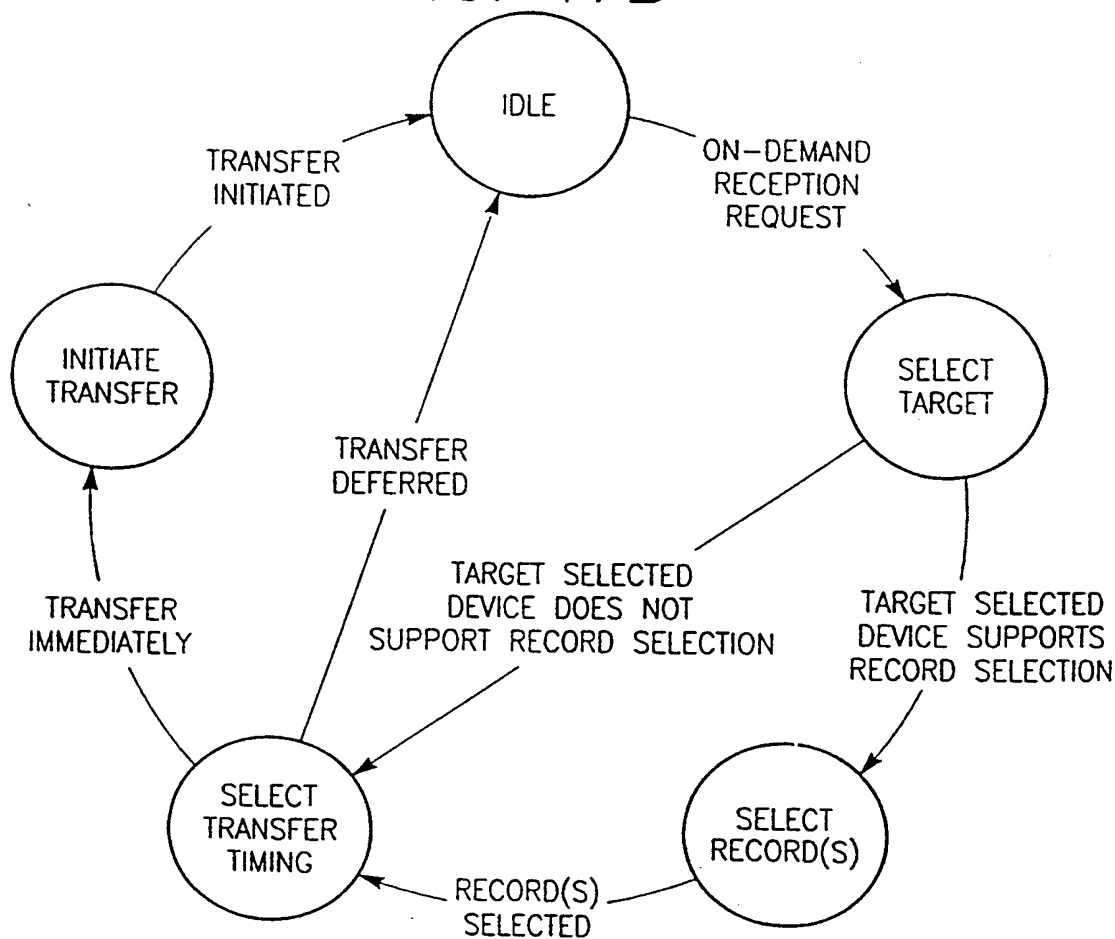 IDLE
ON-DEMAND
RECEPTION
REQUEST
TRANSFER
INITIATED
INITIATE
TRANSFER
SELECT
TARGET
TRANSFER
DEFERRED
TARGET SELECTED
DEVICE DOES NOT
SUPPORT RECORD SELECTION
TARGET SELECTED
DEVICE SUPPORTS
RECORD SELECTION
TRANSFER
IMMEDIATELY
SELECT
TRANSFER
TIMING
SELECT
RECORD(S)
RECORD(S)
SELECTED